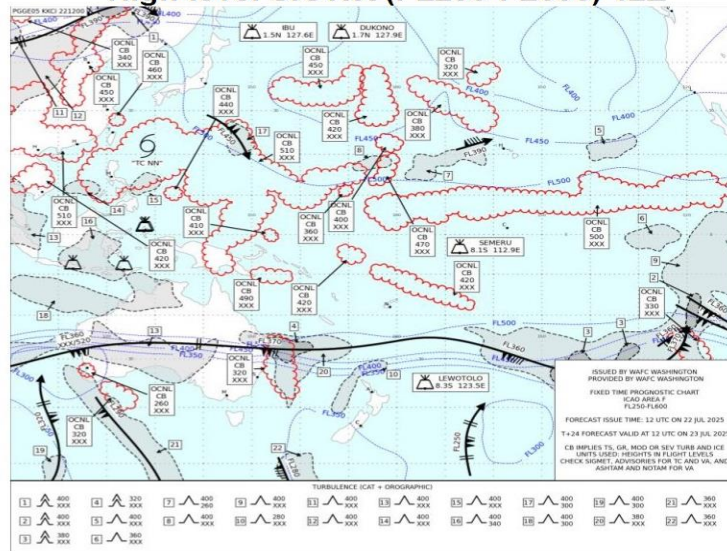 PGGE05 KKCI 221200
IBU
1.5N 127.6E
DUKONO
1.7N 127.9E
OCNL
CB
340
XXX
OCNL
CB
460
XXX
OCNL
CB
450
XXX
OCNL
CB
440
XXX
OCNL
CB
450
XXX
OCNL
CB
320
XXX
OCNL
CB
420
XXX
OCNL
CB
380
XXX
OCNL
CB
510
XXX
"TC NN"
OCNL
CB
510
XXX
OCNL
CB
420
XXX
OCNL
CB
410
XXX
OCNL
CB
360
XXX
OCNL
CB
400
XXX
OCNL
CB
470
XXX
OCNL
CB
500
XXX
SEMERU
8.1S 112.9E
OCNL
CB
490
XXX
OCNL
CB
420
XXX
OCNL
CB
420
XXX
OCNL
CB
330
XXX
OCNL
CB
320
XXX
OCNL
CB
260
XXX
OCNL
CB
320
XXX
LEWOTOLO
8.3S 123.5E
FL400
FL450
FL500
FL390
FL360
XXX/520
FL370
FL350
FL300
FL250
FL280
ISSUED BY WAFC WASHINGTON
PROVIDED BY WAFC WASHINGTON
FIXED TIME PROGNOSTIC CHART
ICAO AREA F
FL250-FL600
FORECAST ISSUE TIME: 12 UTC ON 22 JUL 2025
T+24 FORECAST VALID AT 12 UTC ON 23 JUL 202
CB IMPLIES TS, GR, MOD OR SEV TURB AND ICE
UNITS USED: HEIGHTS IN FLIGHT LEVELS
CHECK SIGMET, ADVISORIES FOR TC AND VA, AND
ASHTAM AND NOTAM FOR VA
TURBULENCE (CAT + OROGRAPHIC)
1 400 XXX
4 320 XXX
7 400 260
9 400 XXX
11 400 XXX
13 400 XXX
15 400 XXX
17 400 300
19 400 300
21 360 XXX
2 400 XXX
5 400 XXX
8 400 XXX
10 280 XXX
12 400 XXX
14 400 XXX
16 400 340
18 400 300
20 380 XXX
22 360 XXX
3 380 XXX
6 360 XXX